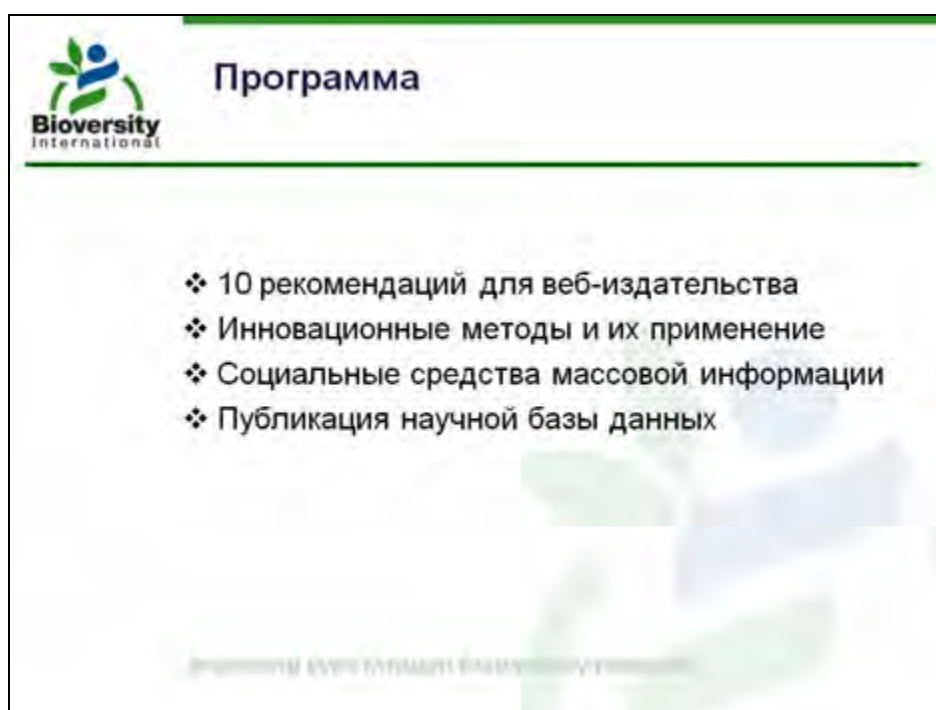 Bioversity
International
Программа
❖ 10 рекомендаций для веб-издательства
❖ Инновационные методы и их применение
❖ Социальные средства массовой информации
❖ Публикация научной базы данных